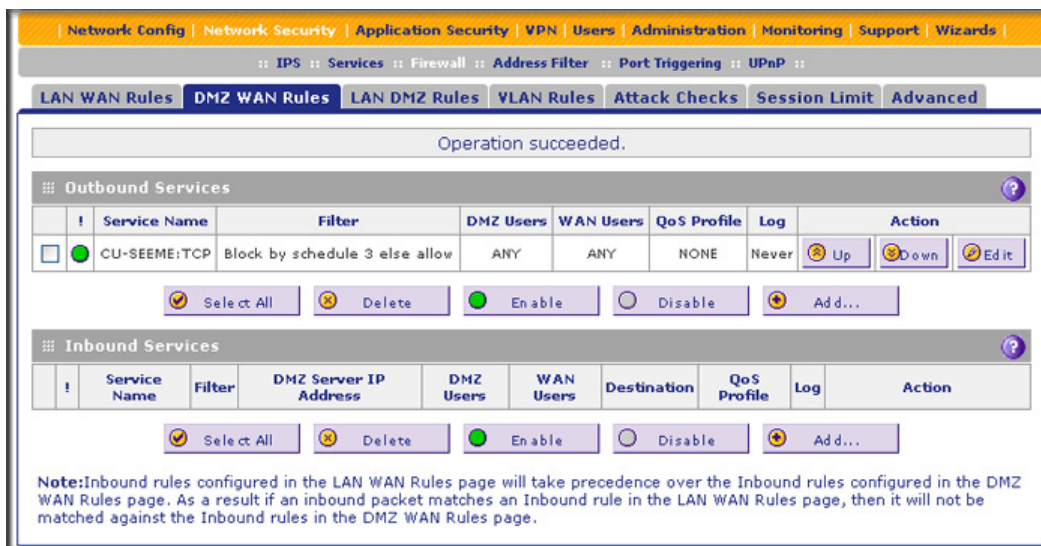 | Network Config | Network Security | Application Security | VPN | Users | Administration | Monitoring | Support | Wizards |
:: IPS :: Services :: Firewall :: Address Filter :: Port Triggering :: UPnP ::
LAN WAN Rules DMZ WAN Rules LAN DMZ Rules VLAN Rules Attack Checks Session Limit Advanced
Operation succeeded.
Outbound Services ?
! Service Name Filter DMZ Users WAN Users QoS Profile Log Action
CU-SEEME:TCP Block by schedule 3 else allow ANY ANY NONE Never Up Down Edit
Select All Delete Enable Disable Add...
Inbound Services ?
! Service Name Filter DMZ Server IP Address DMZ Users WAN Users Destination QoS Profile Log Action
Select All Delete Enable Disable Add...
Note:Inbound rules configured in the LAN WAN Rules page will take precedence over the Inbound rules configured in the DMZ
WAN Rules page. As a result if an inbound packet matches an Inbound rule in the LAN WAN Rules page, then it will not be
matched against the Inbound rules in the DMZ WAN Rules page.